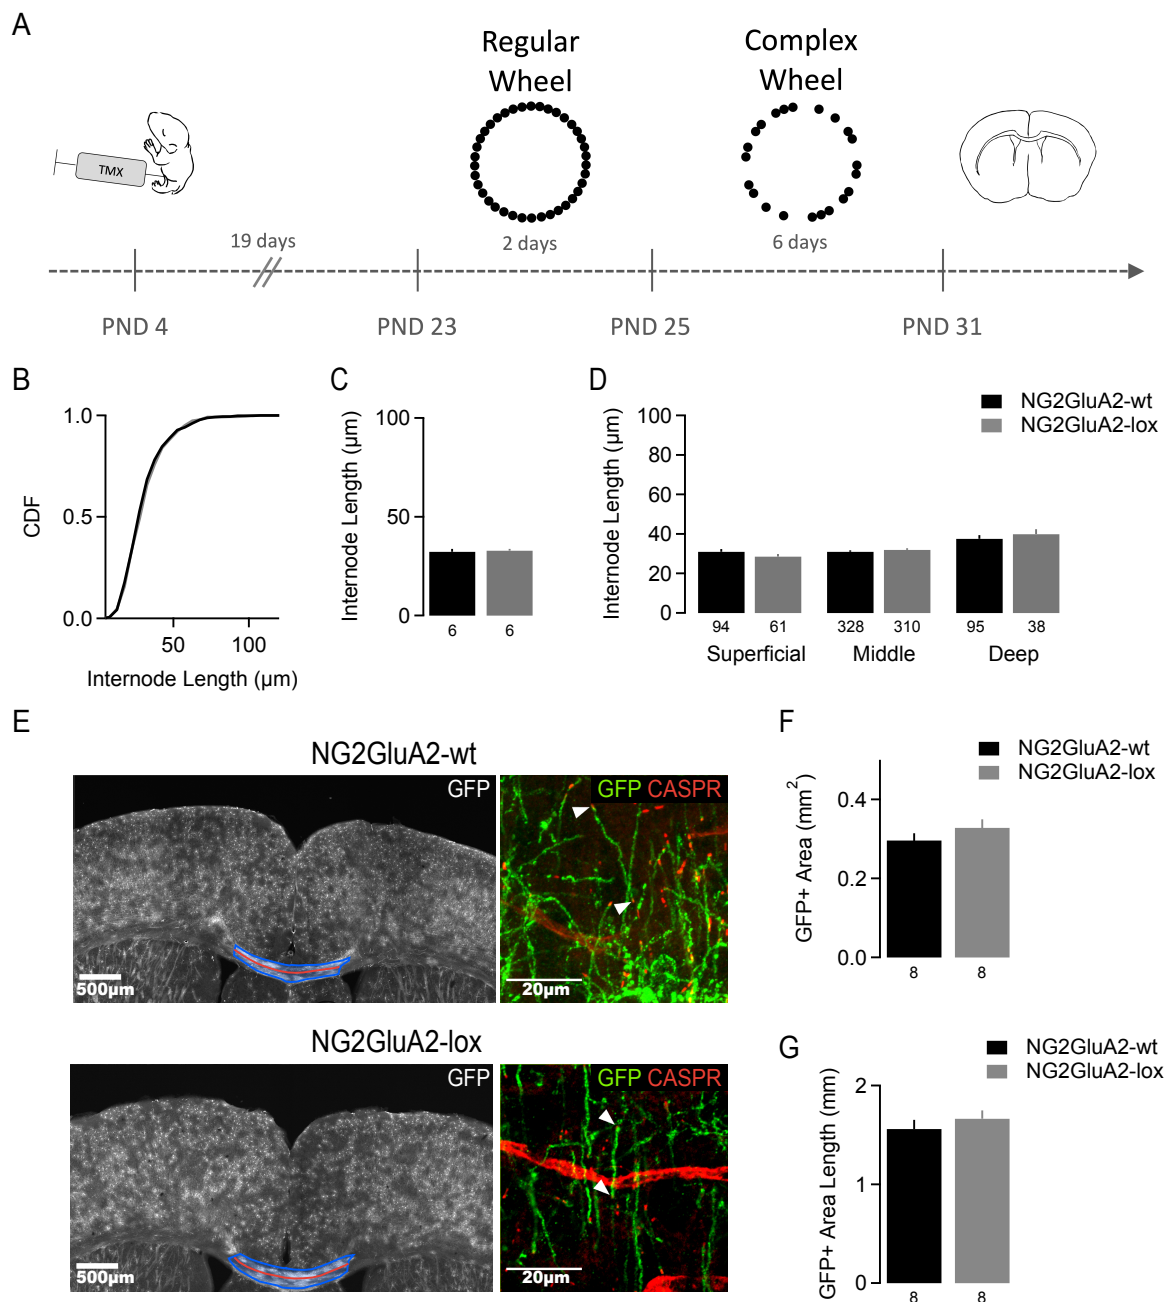 A
Regular
Wheel
Complex
Wheel
TMX
19 days
2 days
6 days
PND 4
PND 23
PND 25
PND 31
B
1.0
0.5
0.0
CDF
50
100
Internode Length (µm)
C
100
50
0
Internode Length (µm)
6
6
D
NG2GluA2-wt
NG2GluA2-lox
100
80
60
40
20
0
Internode Length (µm)
94
61
328
310
95
38
Superficial
Middle
Deep
E
NG2GluA2-wt
GFP
500µm
GFP CASPR
20µm
NG2GluA2-lox
GFP
500µm
GFP CASPR
20µm
F
NG2GluA2-wt
NG2GluA2-lox
0.4
0.2
0.0
GFP+ Area (mm²)
8
8
G
NG2GluA2-wt
NG2GluA2-lox
2
1
0
GFP+ Area Length (mm)
8
8